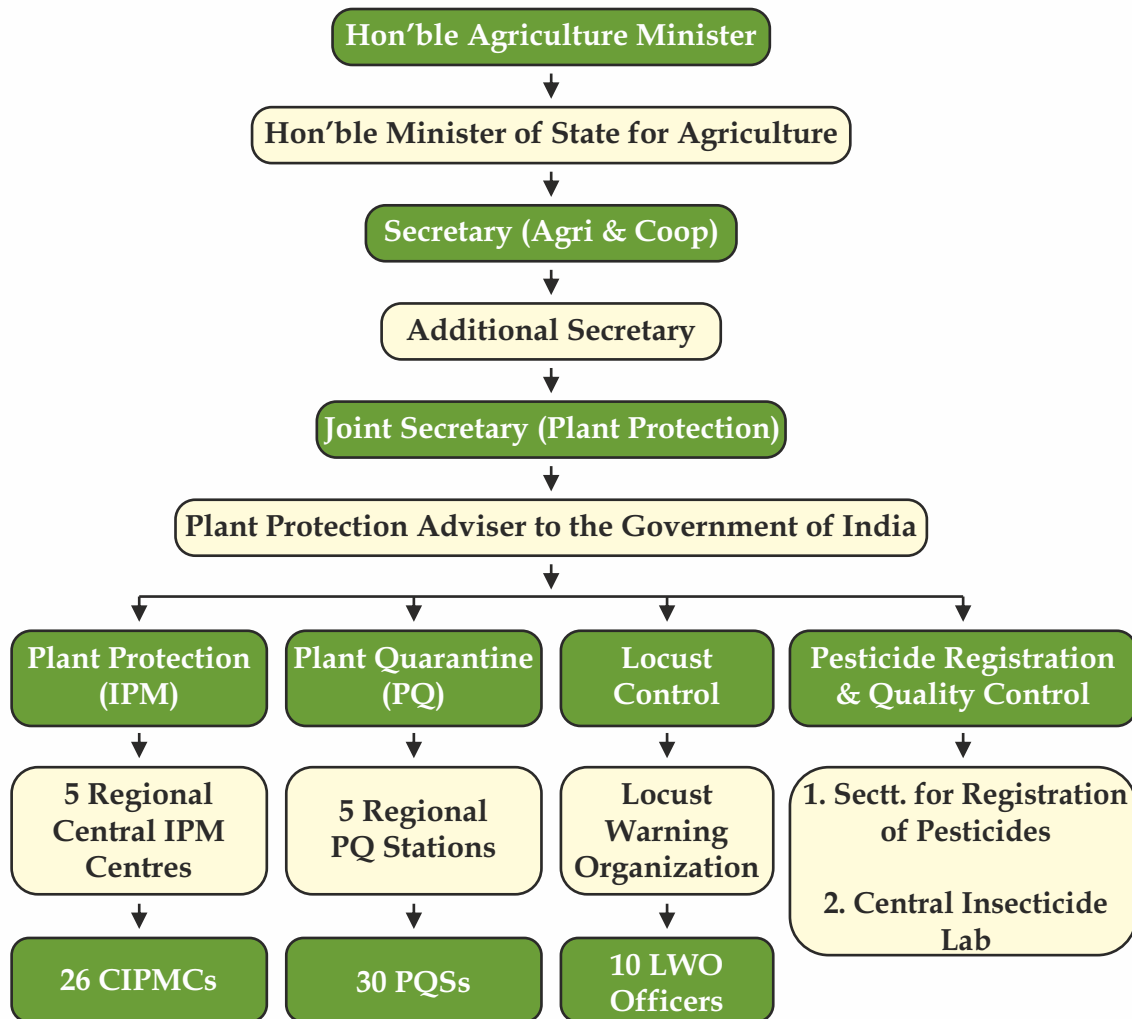 Hon’ble Agriculture Minister
Hon’ble Minister of State for Agriculture
Secretary (Agri & Coop)
Additional Secretary
Joint Secretary (Plant Protection)
Plant Protection Adviser to the Government of India
Plant Protection
(IPM)
Plant Quarantine
(PQ)
Locust
Control
Pesticide Registration
& Quality Control
5 Regional
Central IPM
Centres
5 Regional
PQ Stations
Locust
Warning
Organization
1. Sectt. for Registration
of Pesticides
2. Central Insecticide
Lab
26 CIPMCs
30 PQSs
10 LWO
Officers